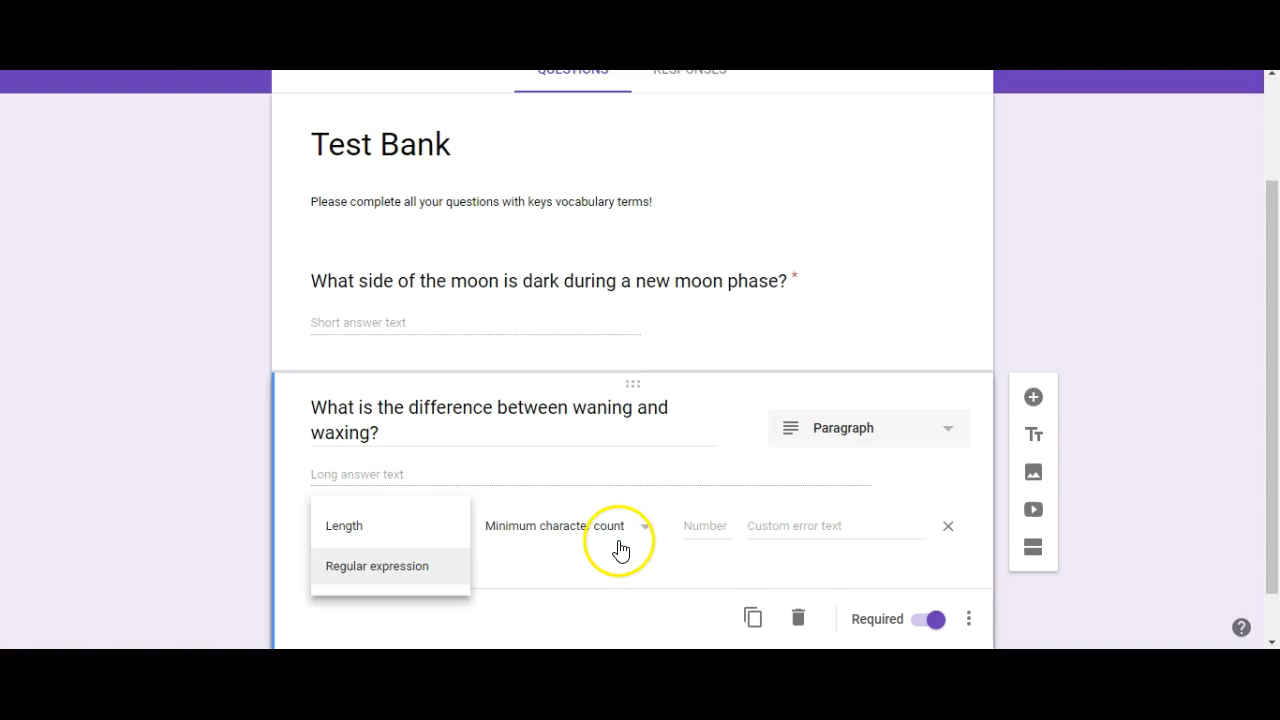 QUESTIONS RESPONSES
Test Bank
Please complete all your questions with keys vocabulary terms!
What side of the moon is dark during a new moon phase? *
Short answer text
What is the difference between waning and
waxing?
Paragraph
Long answer text
Length Minimum character count Number Custom error text
Regular expression
Required